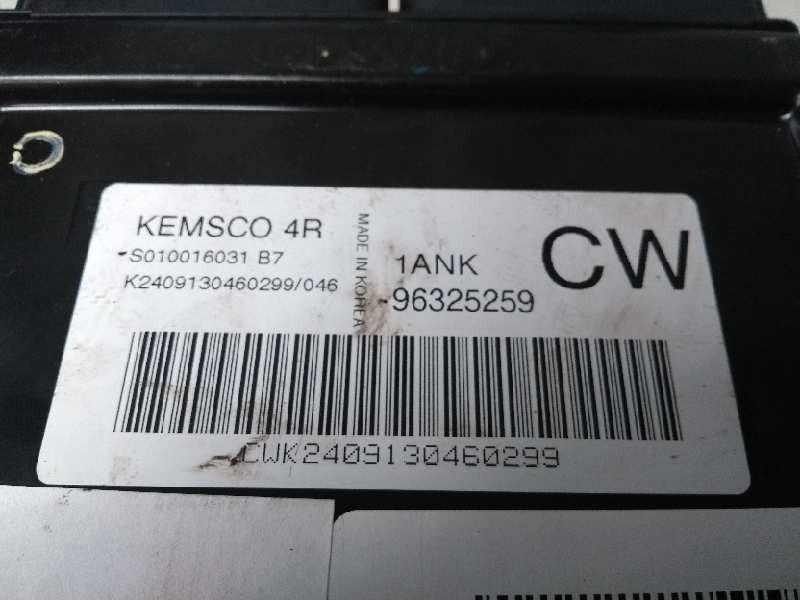 KEMSCO 4R
-S010016031 B7
K2409130460299/046
MADE IN KOREA
1ANK
-96325259
CW
CWK2409130460299